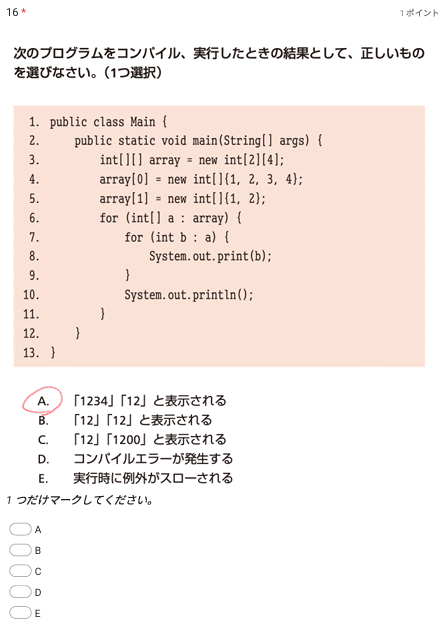 16 *
1 ポイント
次のプログラムをコンパイル、実行したときの結果として、正しいもの
を選びなさい。（1つ選択）
1. public class Main {
2. public static void main(String[] args) {
3. int[][] array = new int[2][4];
4. array[0] = new int[]{1, 2, 3, 4};
5. array[1] = new int[]{1, 2};
6. for (int[] a : array) {
7. for (int b : a) {
8. System.out.print(b);
9. }
10. System.out.println();
11. }
12. }
13. }
A. 「1234」「12」と表示される
B. 「12」「12」と表示される
C. 「12」「1200」と表示される
D. コンパイルエラーが発生する
E. 実行時に例外がスローされる
1 つだけマークしてください。
A
B
C
D
E